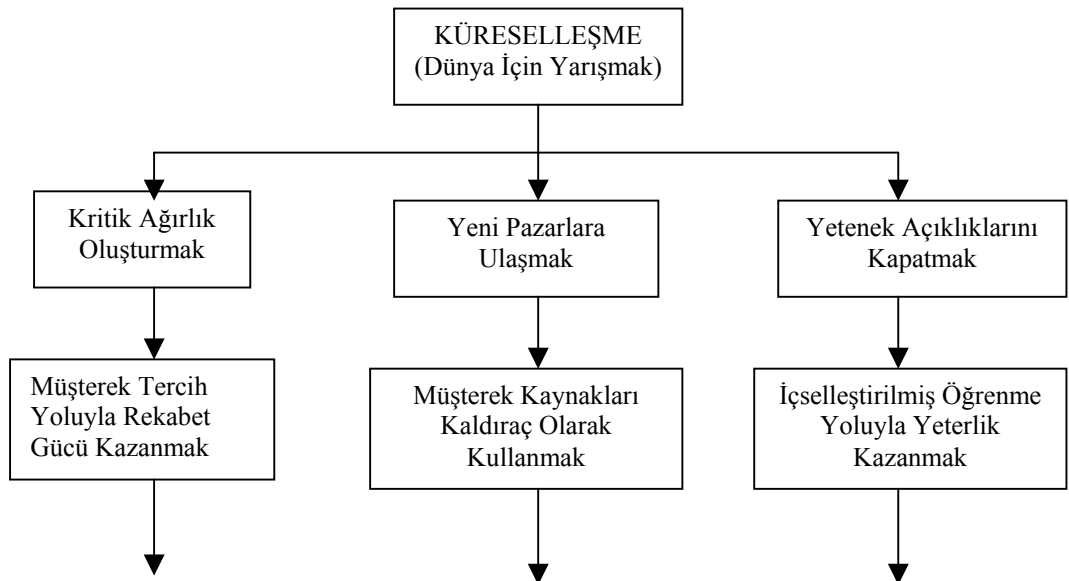 KÜRESELLEŞME
(Dünya İçin Yarışmak)
Kritik Ağırlık
Oluşturmak
Yeni Pazarlara
Ulaşmak
Yetenek Açıklıklarını
Kapatmak
Müşterek Tercih
Yoluyla Rekabet
Gücü Kazanmak
Müşterek Kaynakları
Kaldıraç Olarak
Kullanmak
İçselleştirilmiş Öğrenme
Yoluyla Yeterlik
Kazanmak